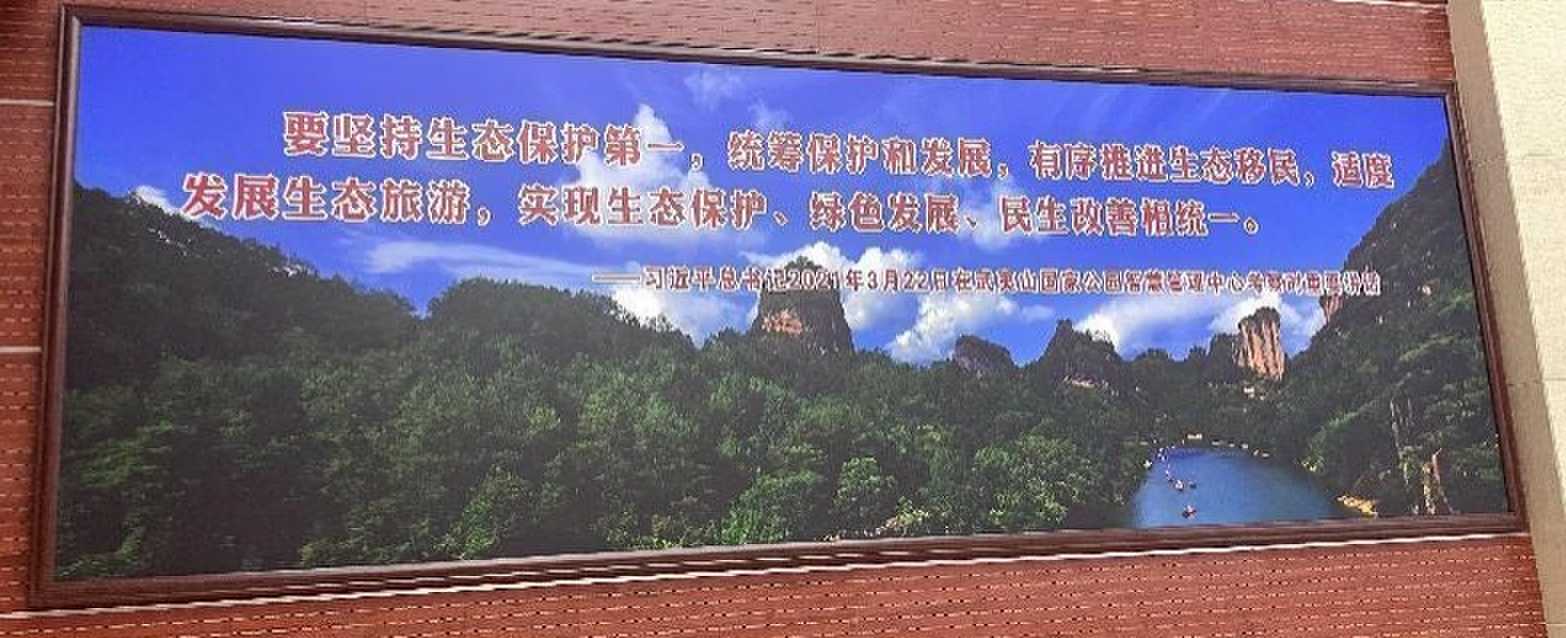 要坚持生态保护第一，统筹保护和发展，有序推进生态移民，适度
发展生态旅游，实现生态保护、绿色发展、民生改善相统一。
——习近平总书记2021年3月22日在武夷山国家公园智慧管理中心考察时重要讲话